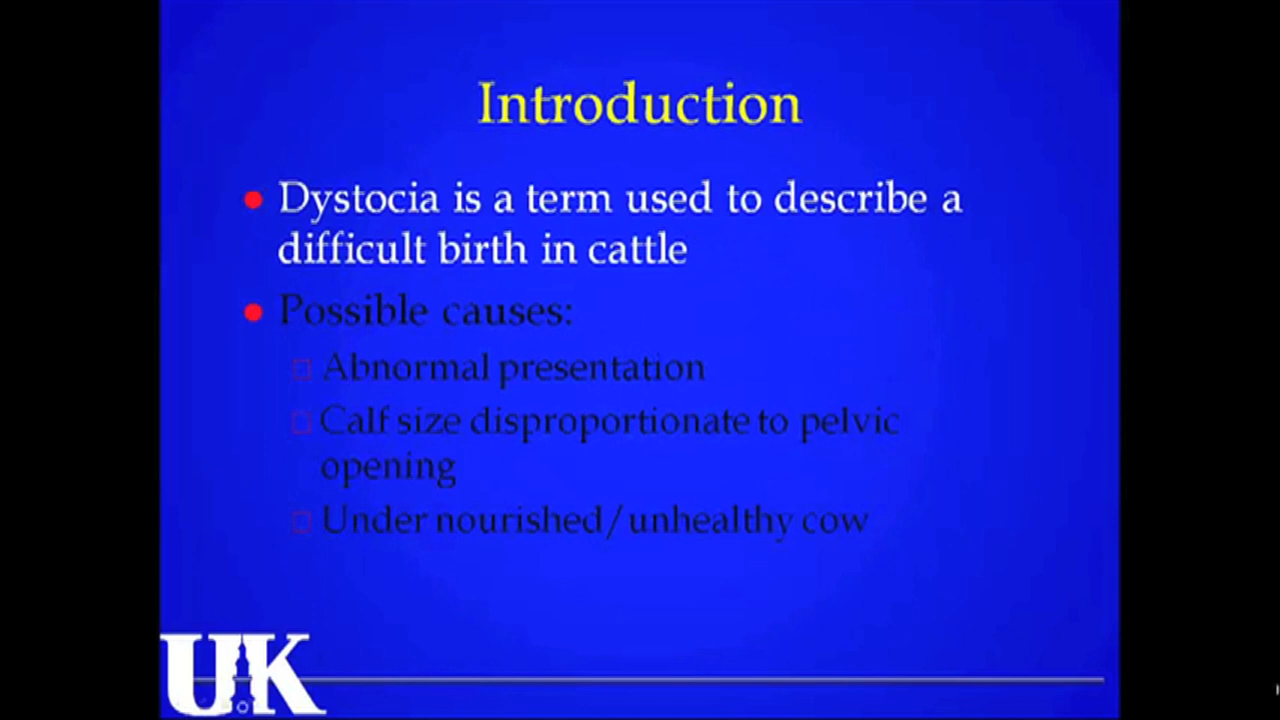 Introduction
Dystocia is a term used to describe a
difficult birth in cattle
Possible causes:
Abnormal presentation
Calf size disproportionate to pelvic
opening
Under nourished/unhealthy cow
UK